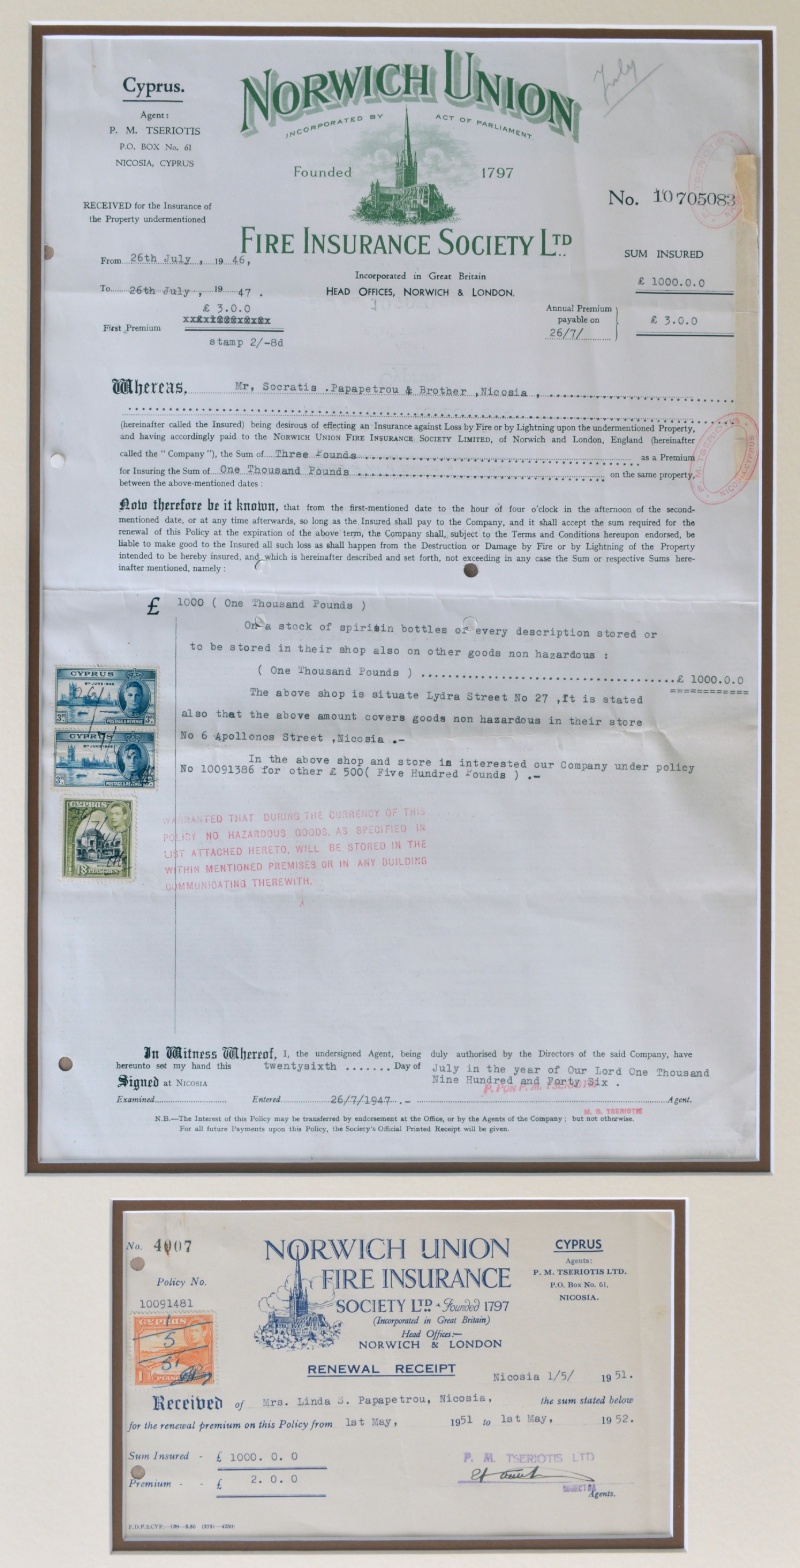 Cyprus.
Agent:
P. M. TSERIOTIS
P.O. BOX No. 61
NICOSIA, CYPRUS
NORWICH UNION
INCORPORATED BY ACT OF PARLIAMENT
Founded 1797
FIRE INSURANCE SOCIETY LTD
Incorporated in Great Britain
HEAD OFFICES, NORWICH & LONDON.
July
No. 10705083
RECEIVED for the Insurance of
the Property undermentioned
From 26th July, 1946,
To 26th July, 1947.
£ 3.0.0
First Premium
stamp 2/-8d
SUM INSURED
£ 1000.0.0
Annual Premium
payable on
26/7/
£ 3.0.0
Whereas, Mr, Socratis .Papapetrou & Brother ,Nicosia ,
(hereinafter called the Insured) being desirous of effecting an Insurance against Loss by Fire or by Lightning upon the undermentioned Property,
and having accordingly paid to the NORWICH UNION FIRE INSURANCE SOCIETY LIMITED, of Norwich and London, England (hereinafter
called the "Company"), the Sum of Three Pounds as a Premium
for Insuring the Sum of One Thousand Pounds on the same property,
between the above-mentioned dates:
P. M. TSERIOTIS
NICOSIA-CYPRUS
Now therefore be it known, that from the first-mentioned date to the hour of four o'clock in the afternoon of the second-
mentioned date, or at any time afterwards, so long as the Insured shall pay to the Company, and it shall accept the sum required for the
renewal of this Policy at the expiration of the above term, the Company shall, subject to the Terms and Conditions hereupon endorsed, be
liable to make good to the Insured all such loss as shall happen from the Destruction or Damage by Fire or by Lightning of the Property
intended to be hereby insured, and which is hereinafter described and set forth, not exceeding in any case the Sum or respective Sums here-
inafter mentioned, namely:
£ 1000 ( One Thousand Pounds )
On a stock of spiritin bottles of every description stored or
to be stored in their shop also on other goods non hazardous :
( One Thousand Pounds ) ........ £ 1000.0.0
The above shop is situate Lydra Street No 27 ,It is stated
also that the above amount covers goods non hazardous in their store
No 6 Apollonos Street ,Nicosia .-
In the above shop and store is interested our Company under policy
No 10091386 for other £ 500( Five Hundred Pounds ) .-
CYPRUS
POSTAGE & REVENUE
CYPRUS
POSTAGE & REVENUE
CYPRUS
18 PIASTRES
WARRANTED THAT DURING THE CURRENCY OF THIS
POLICY NO HAZARDOUS GOODS, AS SPECIFIED IN
LIST ATTACHED HERETO, WILL BE STORED IN THE
WITHIN MENTIONED PREMISES OR IN ANY BUILDING
COMMUNICATING THEREWITH.
In Witness Whereof, I, the undersigned Agent, being duly authorised by the Directors of the said Company, have
hereunto set my hand this twentysixth ....... Day of July in the year of Our Lord One Thousand
Signed at NICOSIA Nine Hundred and Forty Six .
P. M. TSERIOTIS
Examined Entered 26/7/1947 .- Agent.
M. G. TSERIOTIS
N.B.—The Interest of this Policy may be transferred by endorsement at the Office, or by the Agents of the Company; but not otherwise.
For all future Payments upon this Policy, the Society's Official Printed Receipt will be given.
No. 4007
Policy No.
10091481
NORWICH UNION
FIRE INSURANCE
SOCIETY LTD • Founded 1797
(Incorporated in Great Britain)
Head Offices:—
NORWICH & LONDON
CYPRUS
Agents:
P. M. TSERIOTIS LTD.
P.O. Box No. 61,
NICOSIA.
CYPRUS
1
5
51
RENEWAL RECEIPT
Nicosia 1/5/ 1951.
Received of Mrs. Linda S. Papapetrou, Nicosia, the sum stated below
for the renewal premium on this Policy from 1st May, 1951 to 1st May, 1952.
Sum Insured - £ 1000. 0. 0
Premium - - £ 2. 0. 0
P. M. TSERIOTIS LTD
DIRECTOR
Agents.